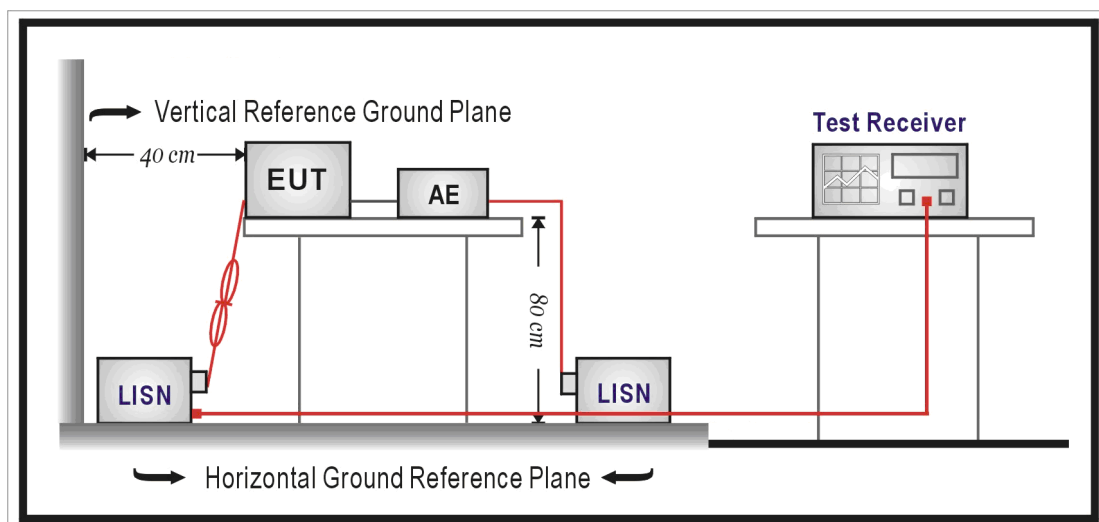 Vertical Reference Ground Plane
Test Receiver
40 cm
EUT
AE
80 cm
LISN
LISN
Horizontal Ground Reference Plane